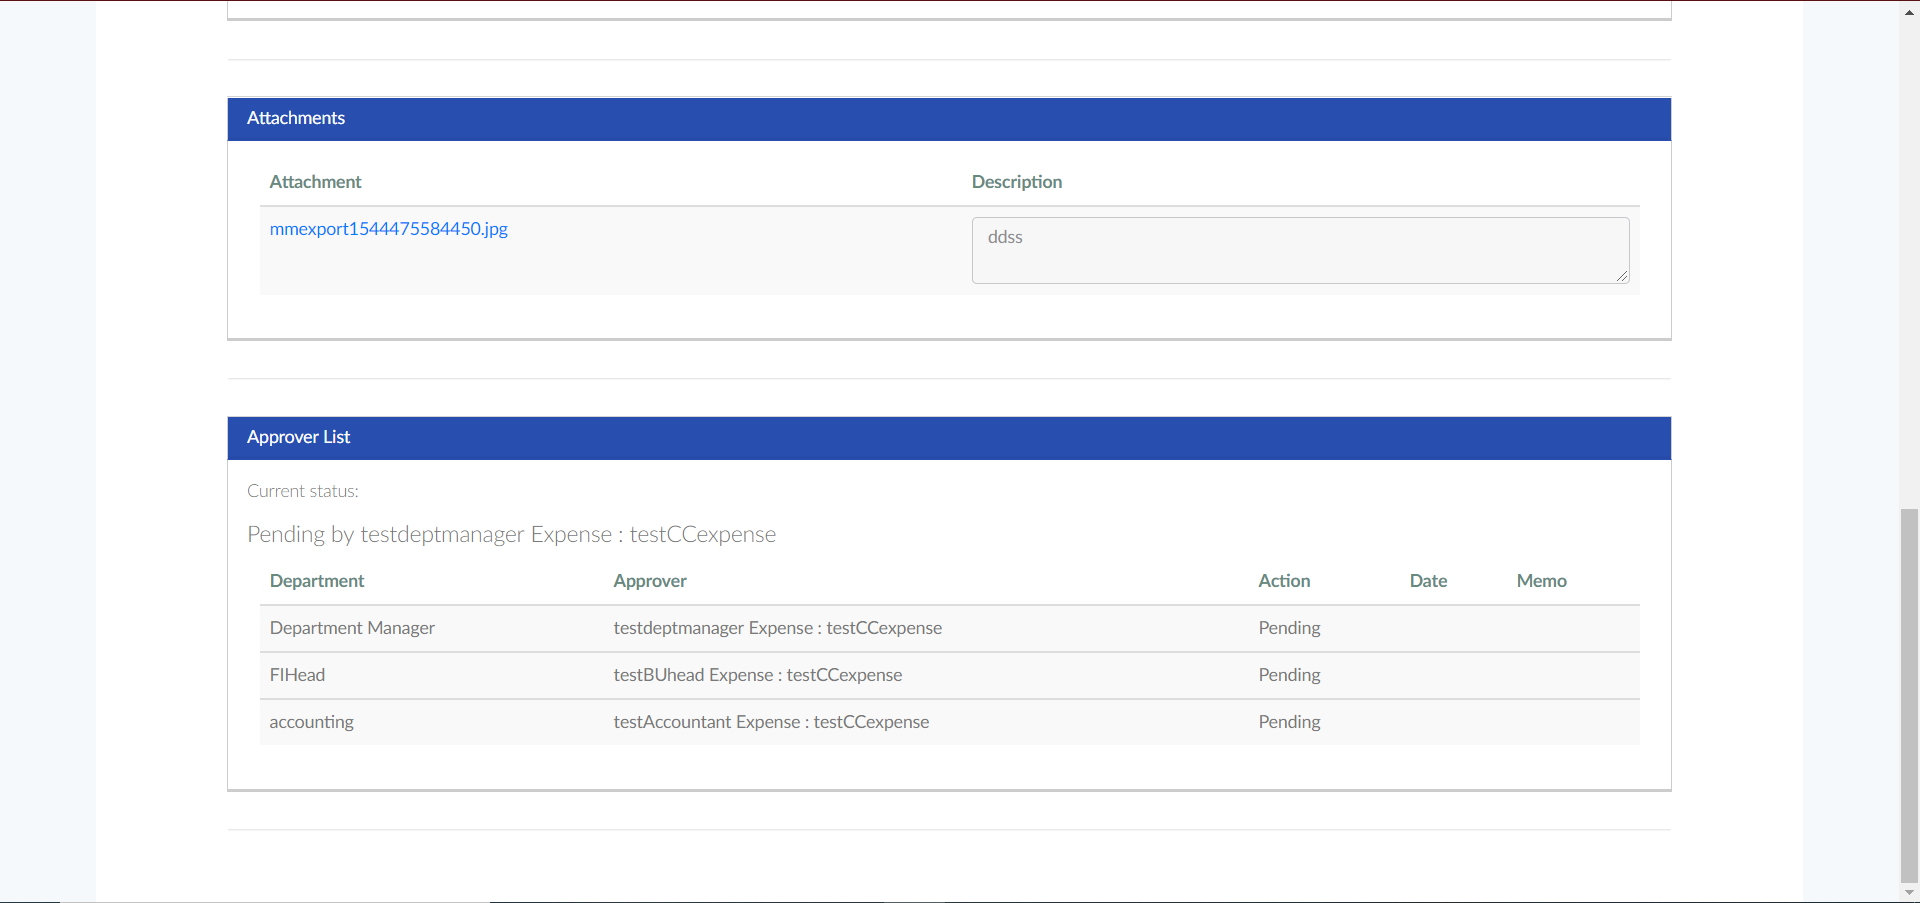 Attachments
Attachment Description
mmexport1544475584450.jpg ddss
Approver List
Current status:
Pending by testdeptmanager Expense : testCCexpense
Department Approver Action Date Memo
Department Manager testdeptmanager Expense : testCCexpense Pending
FIHead testBUhead Expense : testCCexpense Pending
accounting testAccountant Expense : testCCexpense Pending